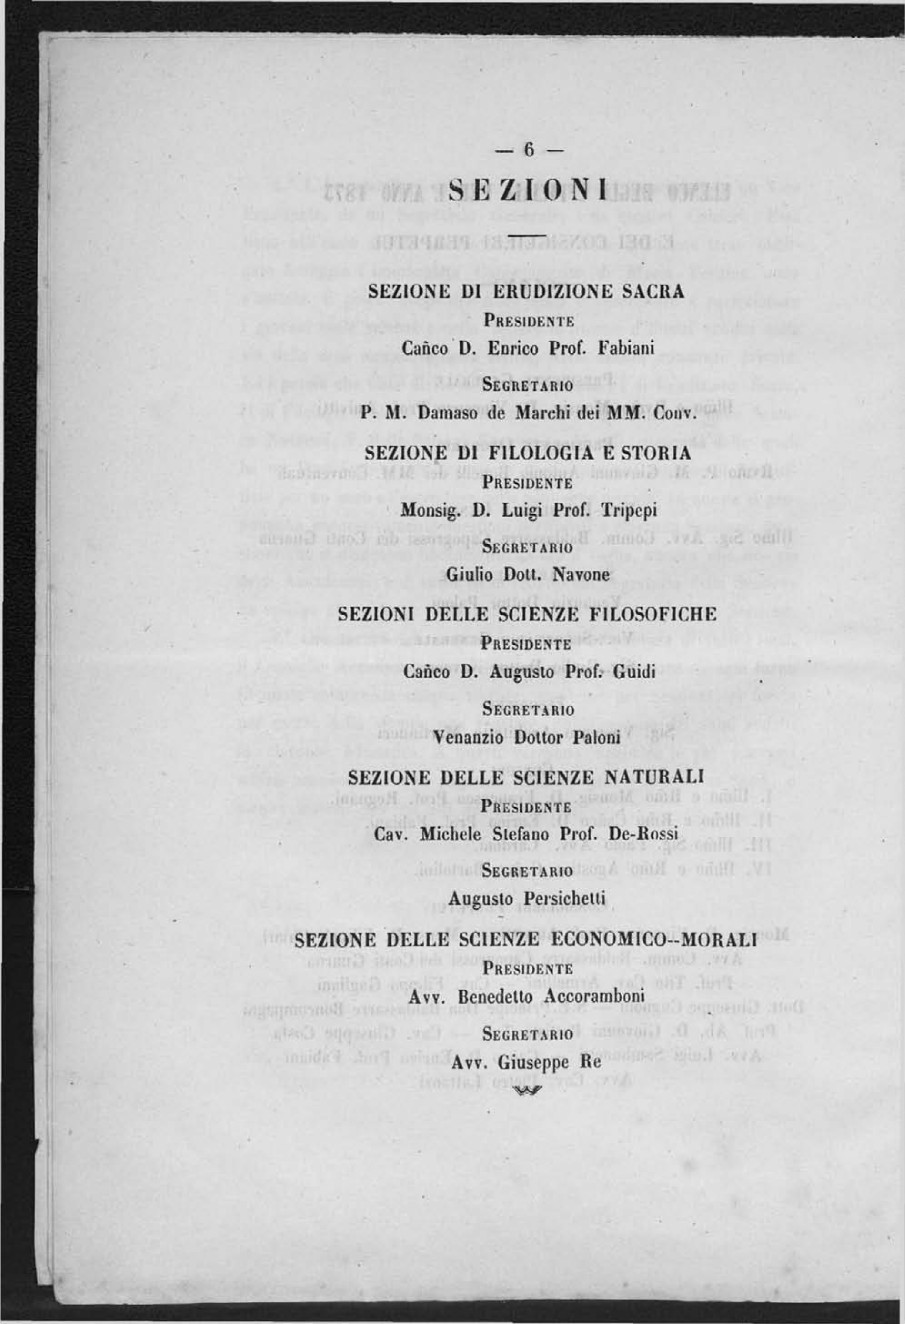 — 6 —
SEZIONI
SEZIONE DI ERUDIZIONE SACRA
PRESIDENTE
Cañco D. Enrico Prof. Fabiani
SEGRETARIO
P. M. Damaso de Marchi dei MM. Conv.
SEZIONE DI FILOLOGIA E STORIA
PRESIDENTE
Monsig. D. Luigi Prof. Tripepi
SEGRETARIO
Giulio Dott. Navone
SEZIONI DELLE SCIENZE FILOSOFICHE
PRESIDENTE
Cañco D. Augusto Prof. Guidi
SEGRETARIO
Venanzio Dottor Paloni
SEZIONE DELLE SCIENZE NATURALI
PRESIDENTE
Cav. Michele Stefano Prof. De-Rossi
SEGRETARIO
Augusto Persichetti
SEZIONE DELLE SCIENZE ECONOMICO--MORALI
PRESIDENTE
Avv. Benedetto Accoramboni
SEGRETARIO
Avv. Giuseppe Re